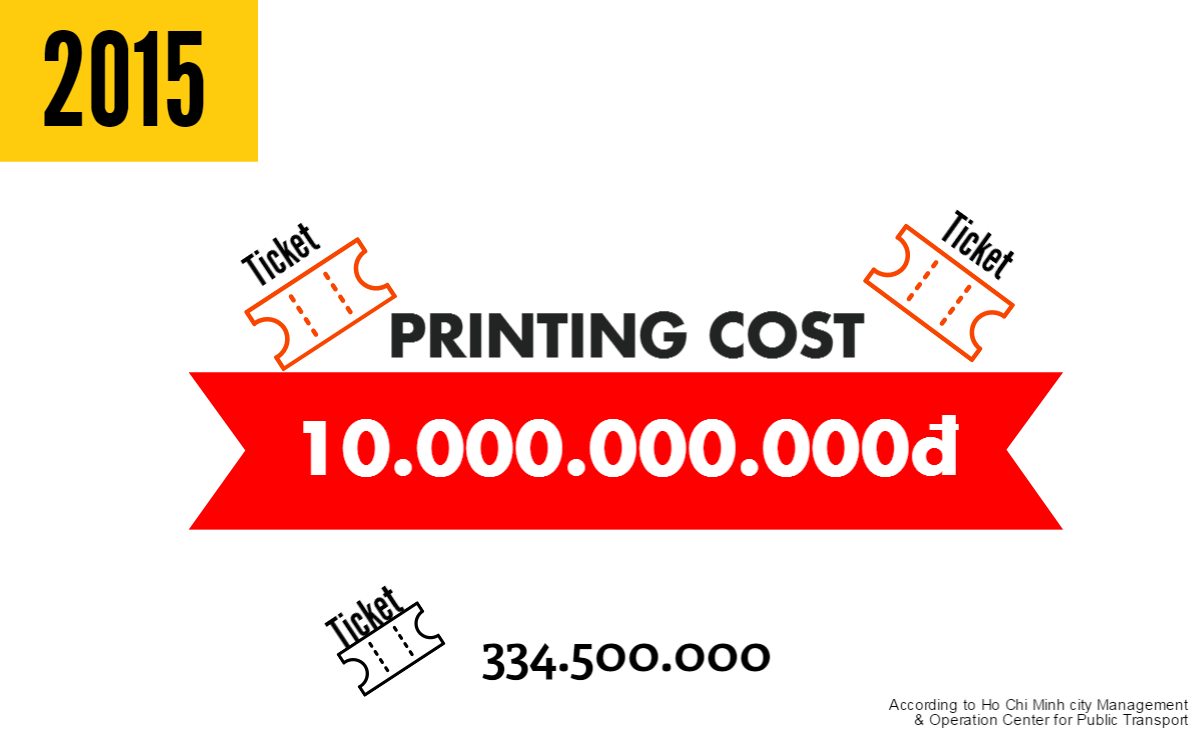 2015
Ticket
Ticket
PRINTING COST
10.000.000.000đ
Ticket
334.500.000
According to Ho Chi Minh city Management
& Operation Center for Public Transport